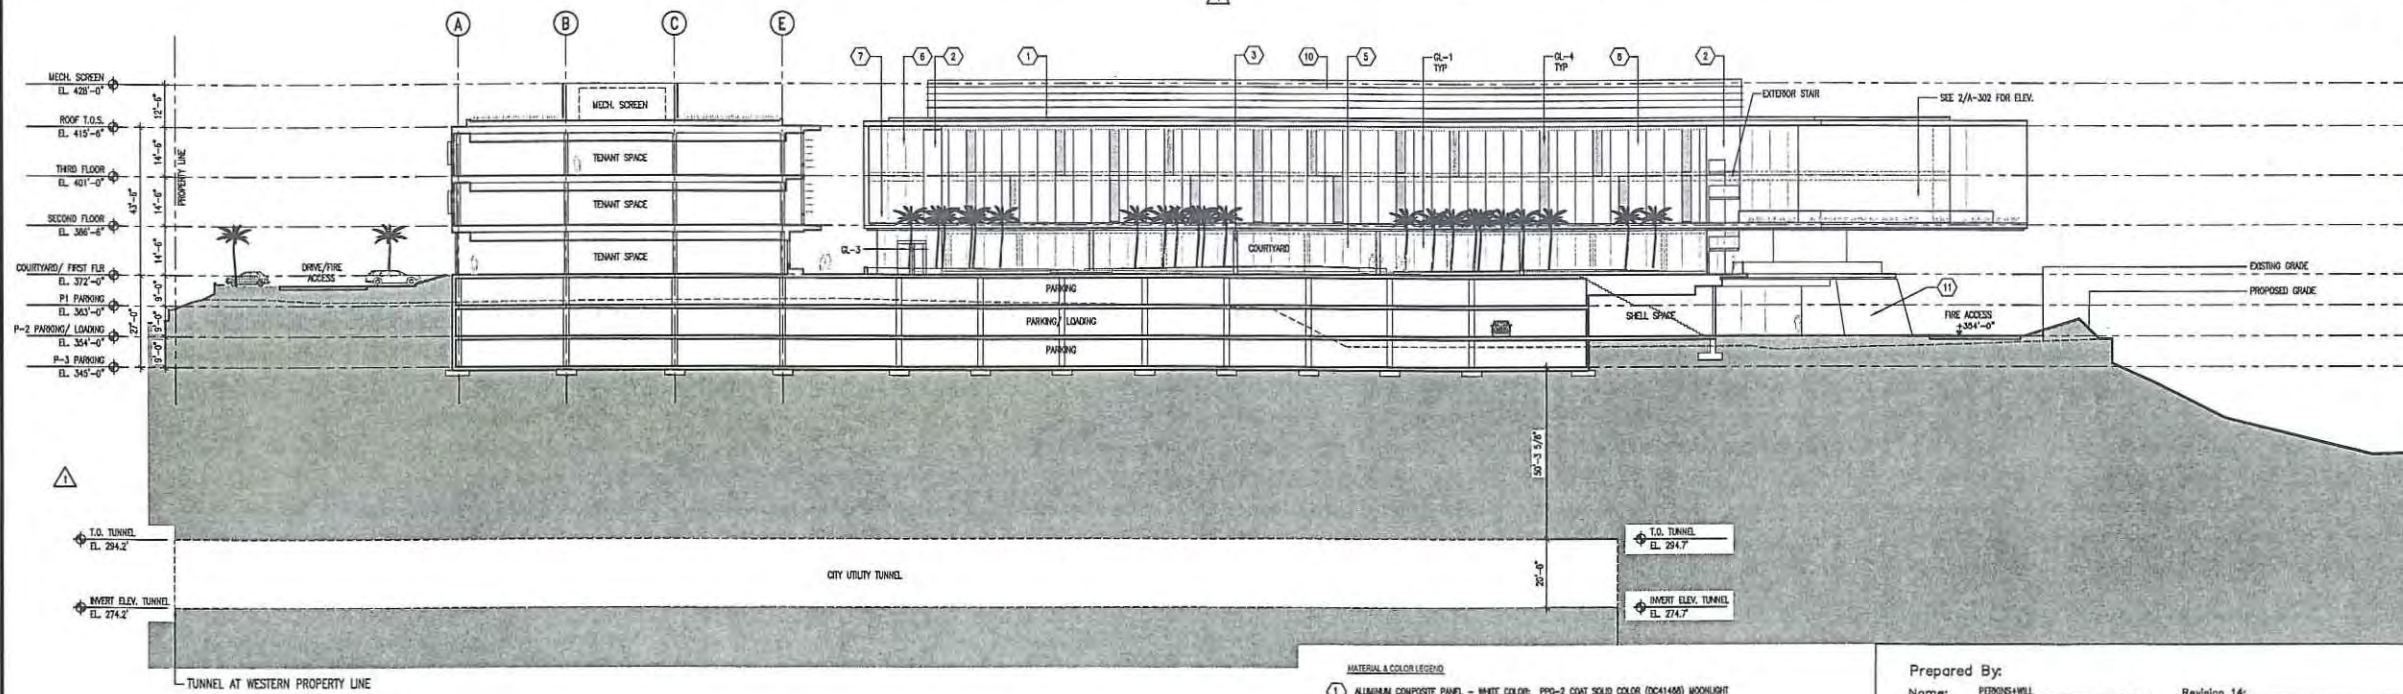 1
A
B
C
E
7
6
2
1
3
10
5
GL-1
TYP
GL-4
TYP
8
2
MECH. SCREEN
EL. 428'-0"
12'-6"
MECH. SCREEN
EXTERIOR STAIR
SEE 2/A-302 FOR ELEV.
ROOF T.O.S.
EL. 415'-6"
PROPERTY LINE
14'-6"
TENANT SPACE
THIRD FLOOR
EL. 401'-0"
43'-6"
14'-6"
TENANT SPACE
SECOND FLOOR
EL. 386'-6"
14'-6"
TENANT SPACE
GL-3
COURTYARD
DRIVE/FIRE
ACCESS
COURTYARD/ FIRST FLR
EL. 372'-0"
EXISTING GRADE
9'-0"
PARKING
11
PROPOSED GRADE
P1 PARKING
EL. 363'-0"
27'-0"
9'-0"
PARKING/ LOADING
SHELL SPACE
FIRE ACCESS
+354'-0"
P-2 PARKING/ LOADING
EL. 354'-0"
9'-0"
PARKING
P-3 PARKING
EL. 345'-0"
50'-3 5/8"
1
T.O. TUNNEL
EL. 294.2'
T.O. TUNNEL
EL. 294.7'
CITY UTILITY TUNNEL
20'-0"
INVERT ELEV. TUNNEL
EL. 274.2'
INVERT ELEV. TUNNEL
EL. 274.7'
TUNNEL AT WESTERN PROPERTY LINE
MATERIAL & COLOR LEGEND
1 ALUMINUM COMPOSITE PANEL - WHITE COLOR: PPG-2 COAT SOLID COLOR (DC41488) MOONLIGHT
Prepared By:
Name: PERKINS+WILL
Revision 14: